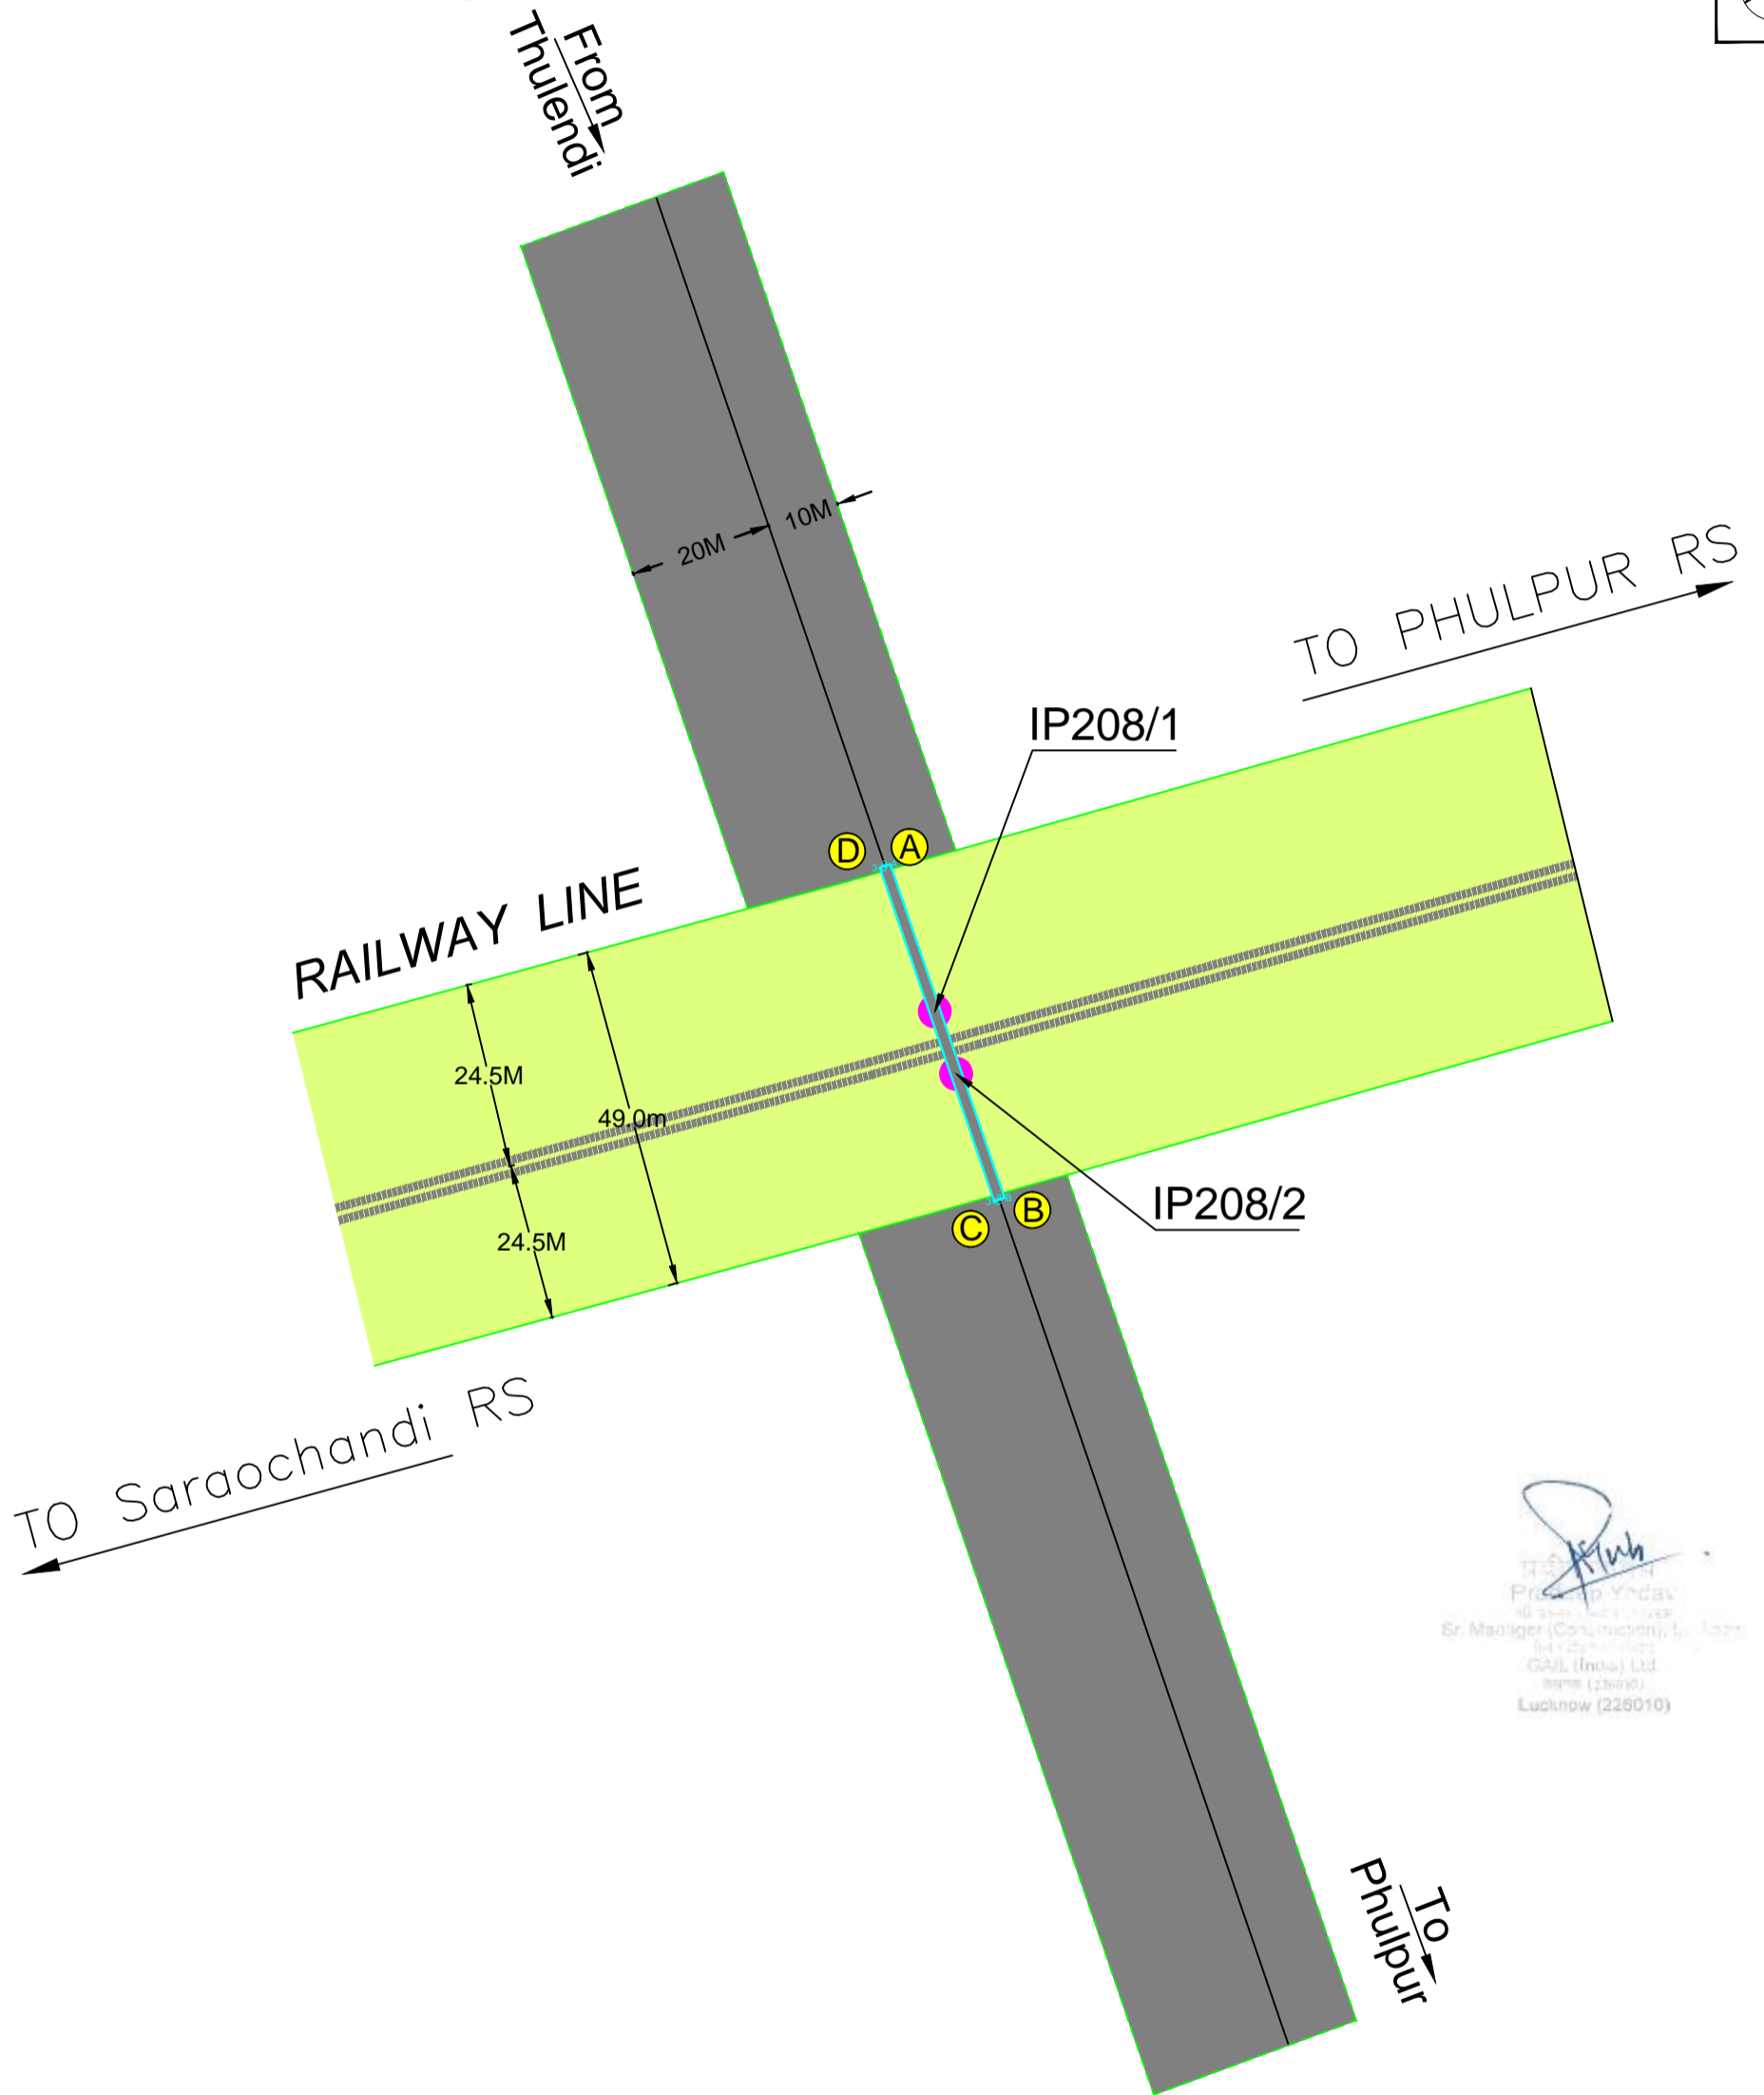 From
Thulendi
20M
10M
TO PHULPUR RS
IP208/1
D
A
RAILWAY LINE
24.5M
49.0m
24.5M
IP208/2
B
C
TO Saraochandi RS
Pradeep Yadav
Sr. Manager (Construction),
GAIL (India) Ltd.
Lucknow (226010)
To
Phulpur